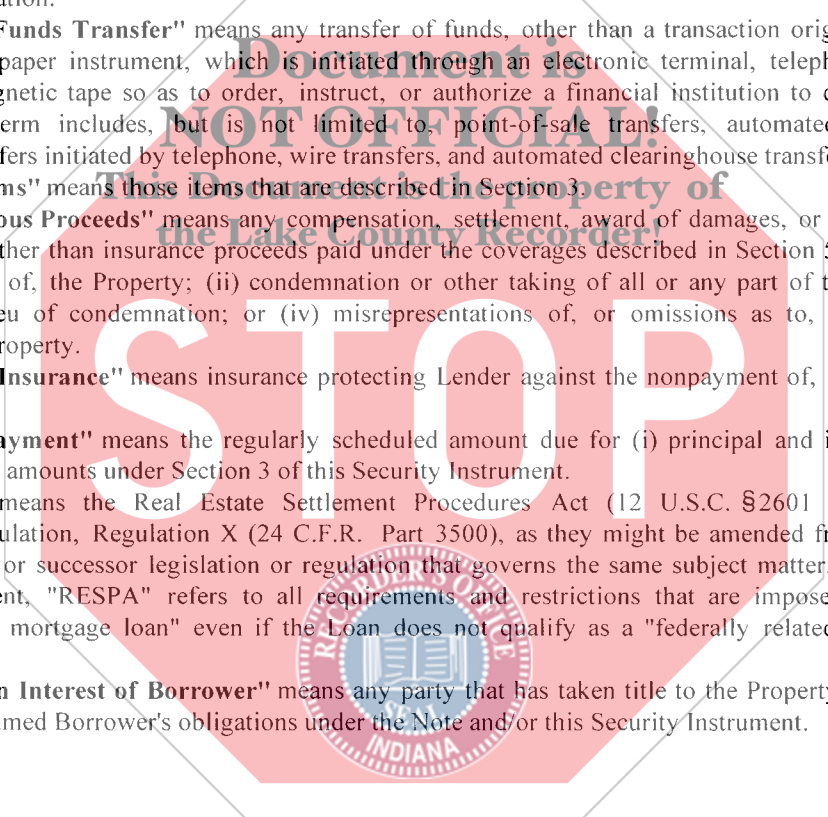 ation.
Funds Transfer" means any transfer of funds, other than a transaction orig
paper instrument, which is initiated through an electronic terminal, teleph
gnetic tape so as to order, instruct, or authorize a financial institution to
erm includes, but is not limited to, point-of-sale transfers, automate
fers initiated by telephone, wire transfers, and automated clearinghouse transf
ms" means those items that are described in Section 3.
ous Proceeds" means any compensation, settlement, award of damages, or
ther than insurance proceeds paid under the coverages described in Section 5
of, the Property; (ii) condemnation or other taking of all or any part of t
eu of condemnation; or (iv) misrepresentations of, or omissions as to,
roperty.
Insurance" means insurance protecting Lender against the nonpayment of,
ayment" means the regularly scheduled amount due for (i) principal and i
amounts under Section 3 of this Security Instrument.
means the Real Estate Settlement Procedures Act (12 U.S.C. §2601
ulation, Regulation X (24 C.F.R. Part 3500), as they might be amended fr
or successor legislation or regulation that governs the same subject matter.
ent, "RESPA" refers to all requirements and restrictions that are impose
mortgage loan" even if the Loan does not qualify as a "federally related
n Interest of Borrower" means any party that has taken title to the Property
umed Borrower's obligations under the Note and/or this Security Instrument.
Document is
NOT OFFICIAL!
This Document is the property of
the Lake County Recorder!
STOP
RECORDER'S OFFICE
SEAL
INDIANA